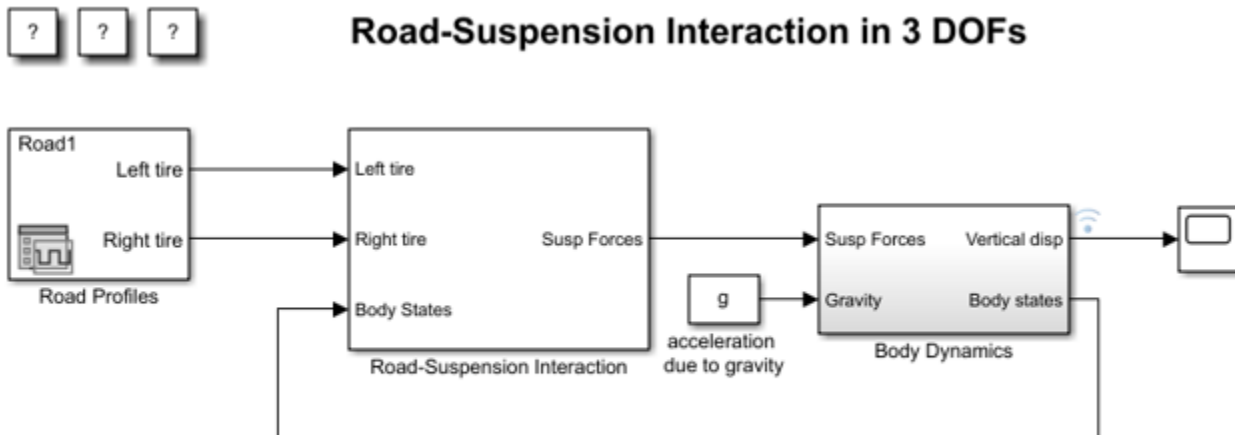 ? ? ?
Road-Suspension Interaction in 3 DOFs
Road1
Left tire
Right tire
Road Profiles
Left tire
Right tire
Susp Forces
Body States
Road-Suspension Interaction
g
acceleration
due to gravity
Susp Forces
Vertical disp
Gravity
Body states
Body Dynamics